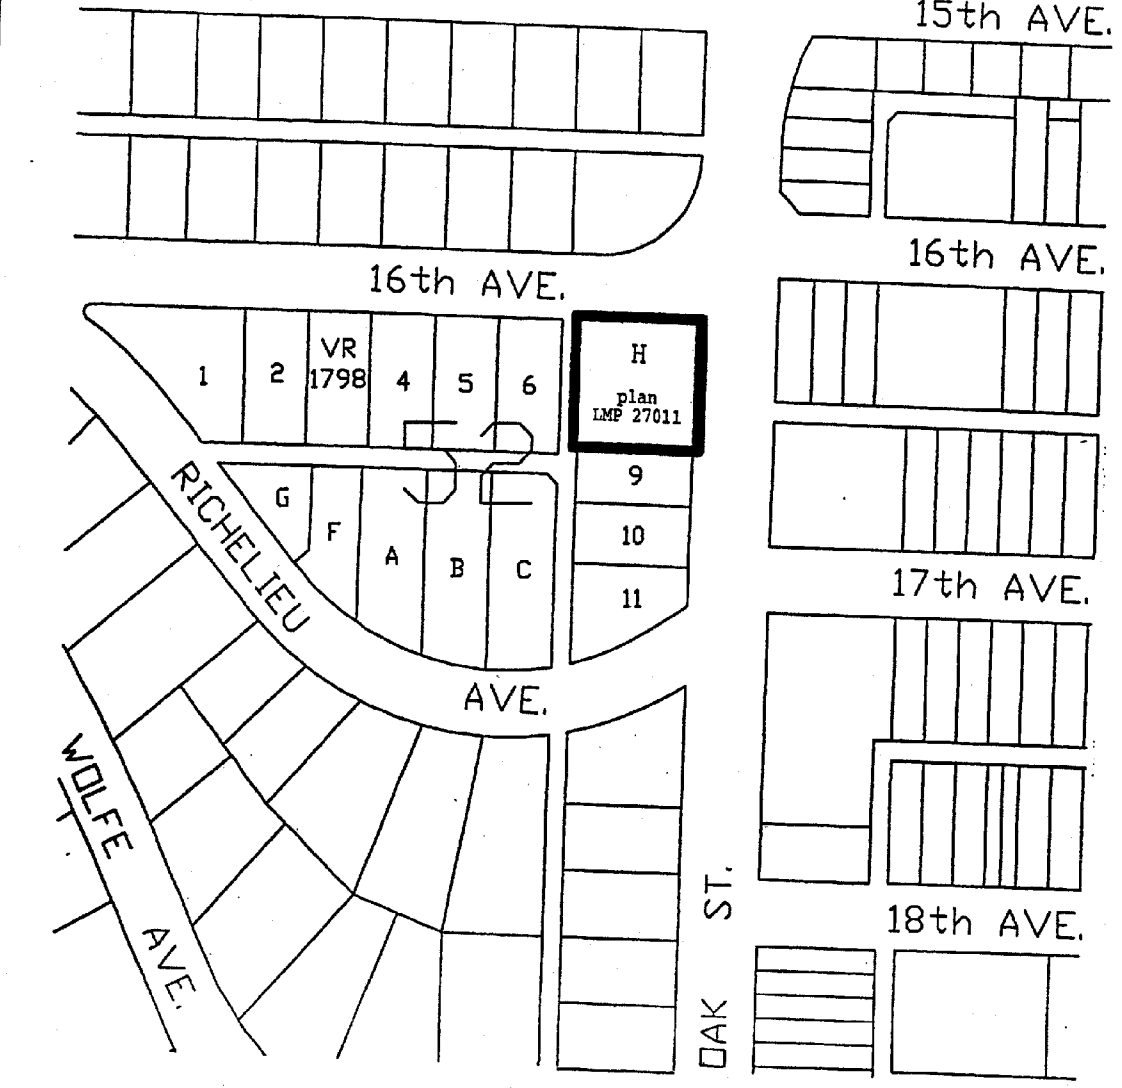 15th AVE.
16th AVE.
16th AVE.
1
2
VR
1798
4
5
6
H
plan
LMP 27011
52
G
F
A
B
C
9
10
11
RICHELIEU
AVE.
17th AVE.
WOLFE
AVE.
OAK ST.
18th AVE.